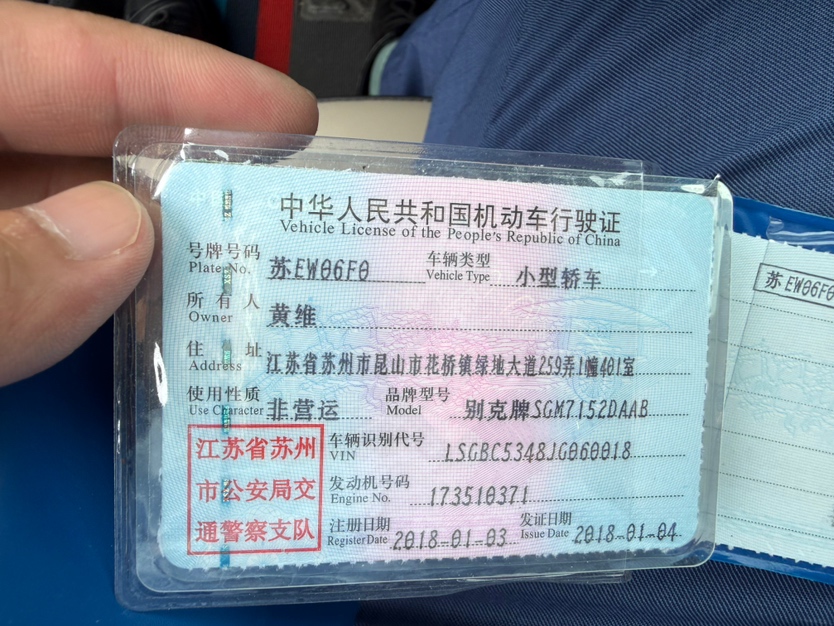 中华人民共和国机动车行驶证
Vehicle License of the People's Republic of China
号牌号码 苏EW06F0 车辆类型 小型轿车
Plate No. Vehicle Type
所有人 黄维
Owner
住址 江苏省苏州市昆山市花桥镇绿地大道259弄1幢401室
Address
使用性质 非营运 品牌型号 别克牌SGM7152DAAB
Use Character Model
江苏省苏州 车辆识别代号 LSGBC5348JG060018
VIN
市公安局交 发动机号码 173510371
Engine No.
通警察支队 注册日期 2018-01-03 发证日期 2018-01-04
Register Date Issue Date
苏EW06F0